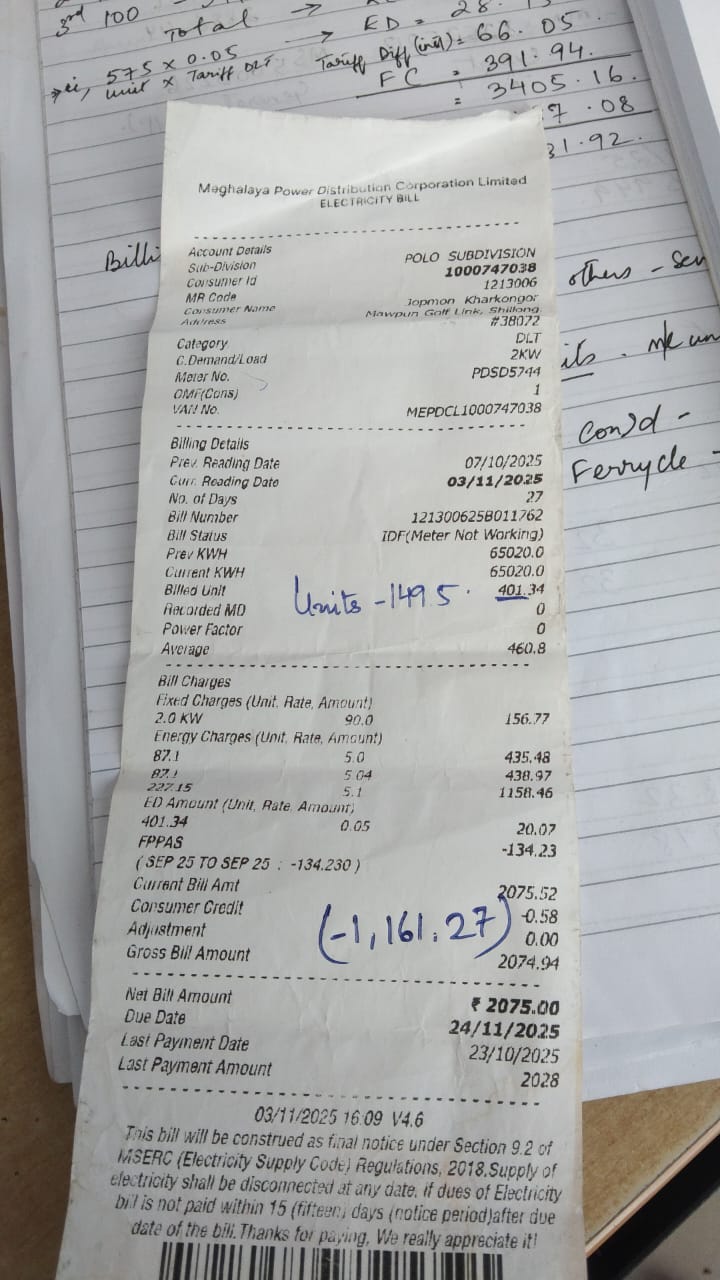 3rd 100
Total →
→ ED = 28.
575 x 0.05
unit x Tariff DLT
Tariff Diff (init) = 66.05
FC = 391.94.
= 3405.16.
7.08
31.92.
Meghalaya Power Distribution Corporation Limited
ELECTRICITY BILL
Account Details
Sub-Division POLO SUBDIVISION
Consumer Id 1000747038
MR Code 1213006
Consumer Name Jopmon Kharkongor
Address Mawpun Golf Link, Shillong
#38072
Category DLT
C.Demand/Load 2KW
Meter No. PDSD5744
OMF(Cons) 1
VAN No. MEPDCL1000747038
Billing Details
Prev. Reading Date 07/10/2025
Curr. Reading Date 03/11/2025
No. of Days 27
Bill Number 121300625B011762
Bill Status IDF(Meter Not Working)
Prev KWH 65020.0
Current KWH 65020.0
Billed Unit 401.34
Units - 149.5.
Recorded MD 0
Power Factor 0
Average 460.8
Bill Charges
Fixed Charges (Unit, Rate, Amount)
2.0 KW 90.0 156.77
Energy Charges (Unit, Rate, Amount)
87.1 5.0 435.48
87.1 5.04 438.97
227.15 5.1 1158.46
ED Amount (Unit, Rate, Amount)
401.34 0.05 20.07
FPPAS -134.23
( SEP 25 TO SEP 25 : -134.230 )
Current Bill Amt 2075.52
Consumer Credit -0.58
(-1,161.27)
Adjustment 0.00
Gross Bill Amount 2074.94
Net Bill Amount ₹ 2075.00
Due Date 24/11/2025
Last Payment Date 23/10/2025
Last Payment Amount 2028
03/11/2025 16:09 V4.6
This bill will be construed as final notice under Section 9.2 of
MSERC (Electricity Supply Code) Regulations, 2018.Supply of
electricity shall be disconnected at any date, if dues of Electricity
bill is not paid within 15 (fifteen) days (notice period)after due
date of the bill.Thanks for paying, We really appreciate it!
Billi
others -